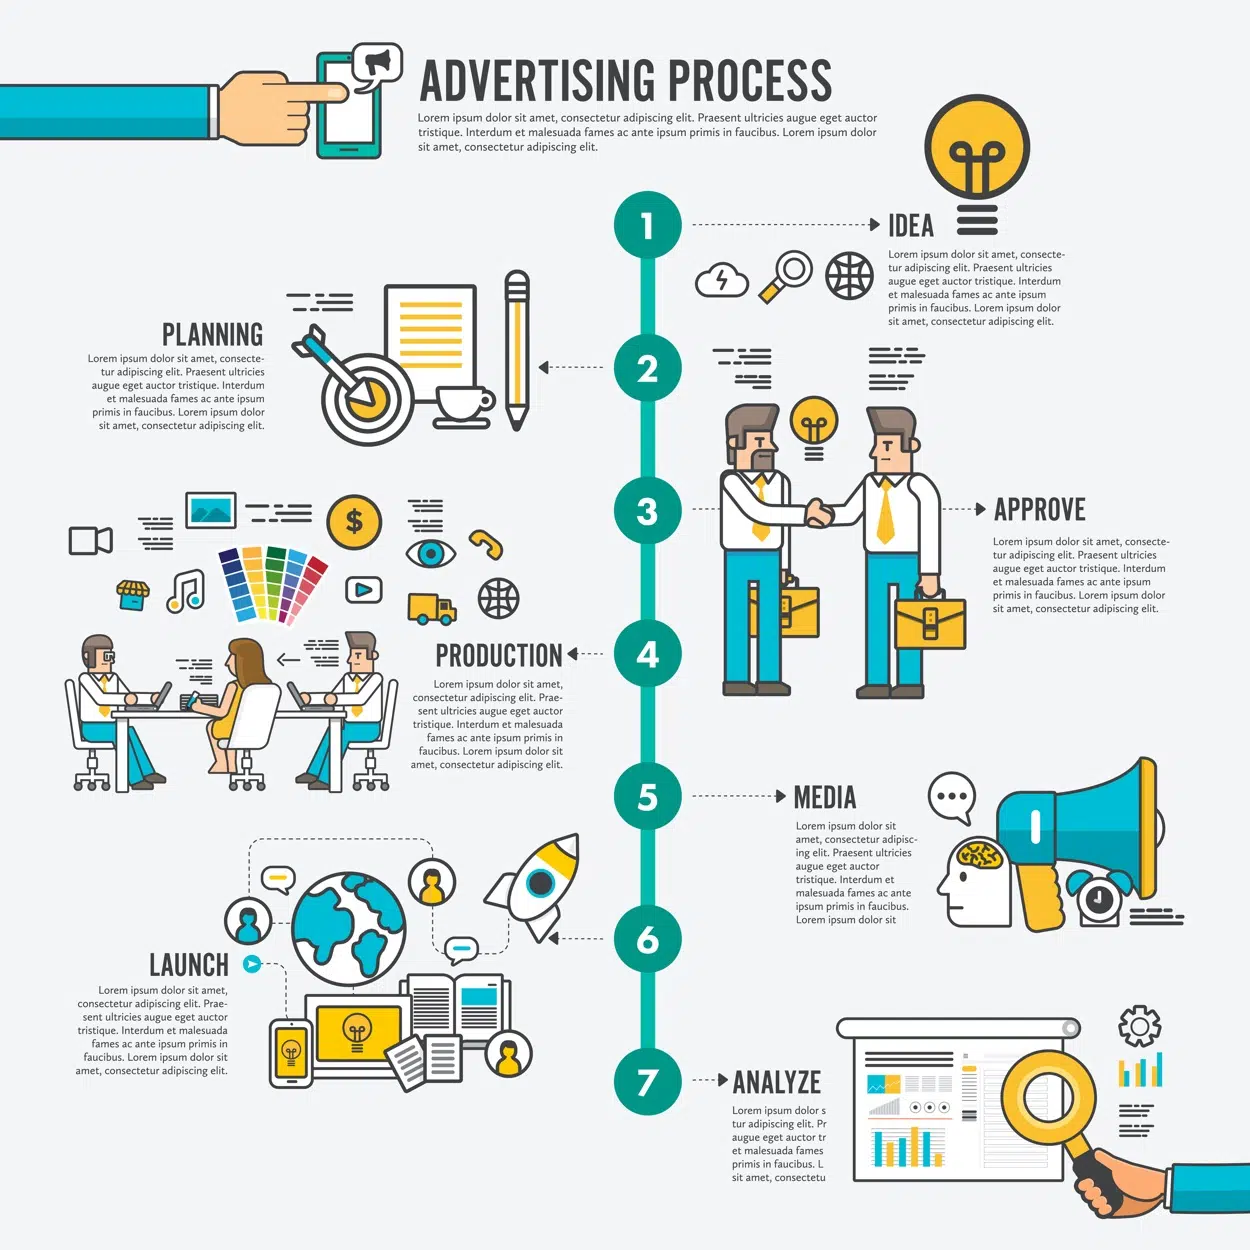 ADVERTISING PROCESS
Lorem ipsum dolor sit amet, consectetur adipiscing elit. Praesent ultricies augue eget auctor
tristique. Interdum et malesuada fames ac ante ipsum primis in faucibus. Lorem ipsum dolor
sit amet, consectetur adipiscing elit.
1
IDEA
Lorem ipsum dolor sit amet, consecte-
tur adipiscing elit. Praesent ultricies
augue eget auctor tristique. Interdum
et malesuada fames ac ante ipsum
primis in faucibus. Lorem ipsum dolor
sit amet, consectetur adipiscing elit.
2
PLANNING
Lorem ipsum dolor sit amet, consecte-
tur adipiscing elit. Praesent ultricies
augue eget auctor tristique. Interdum
et malesuada fames ac ante ipsum
primis in faucibus. Lorem ipsum dolor
sit amet, consectetur adipiscing elit.
3
APPROVE
Lorem ipsum dolor sit amet, consecte-
tur adipiscing elit. Praesent ultricies
augue eget auctor tristique. Interdum
et malesuada fames ac ante ipsum
primis in faucibus. Lorem ipsum dolor
sit amet, consectetur adipiscing elit.
$
4
PRODUCTION
Lorem ipsum dolor sit amet,
consectetur adipiscing elit. Prae-
sent ultricies augue eget auctor
tristique. Interdum et malesuada
fames ac ante ipsum primis in
faucibus. Lorem ipsum dolor sit
amet, consectetur adipiscing elit.
5
MEDIA
Lorem ipsum dolor sit
amet, consectetur adipisc-
ing elit. Praesent ultricies
augue eget auctor
tristique. Interdum et
malesuada fames ac ante
ipsum primis in faucibus.
Lorem ipsum dolor sit
6
LAUNCH
Lorem ipsum dolor sit amet,
consectetur adipiscing elit. Prae-
sent ultricies augue eget auctor
tristique. Interdum et malesuada
fames ac ante ipsum primis in
faucibus. Lorem ipsum dolor sit
amet, consectetur adipiscing elit.
7
ANALYZE
Lorem ipsum dolor s
tur adipiscing elit. Pr
augue eget auctor tr
et malesuada fames
primis in faucibus. L
sit amet, consectetu